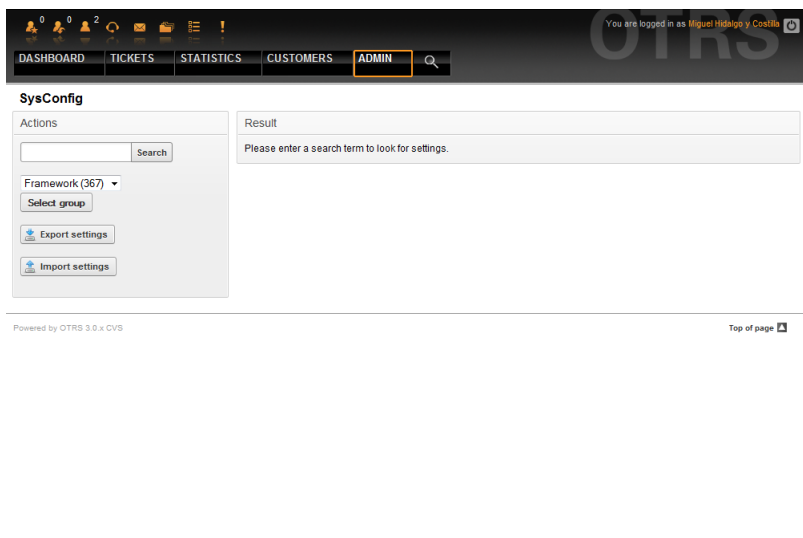 0 0 2
You are logged in as Miguel Hidalgo y Costilla
OTRS
DASHBOARD TICKETS STATISTICS CUSTOMERS ADMIN
SysConfig
Actions
Search
Framework (367)
Select group
Export settings
Import settings
Result
Please enter a search term to look for settings.
Powered by OTRS 3.0.x CVS
Top of page